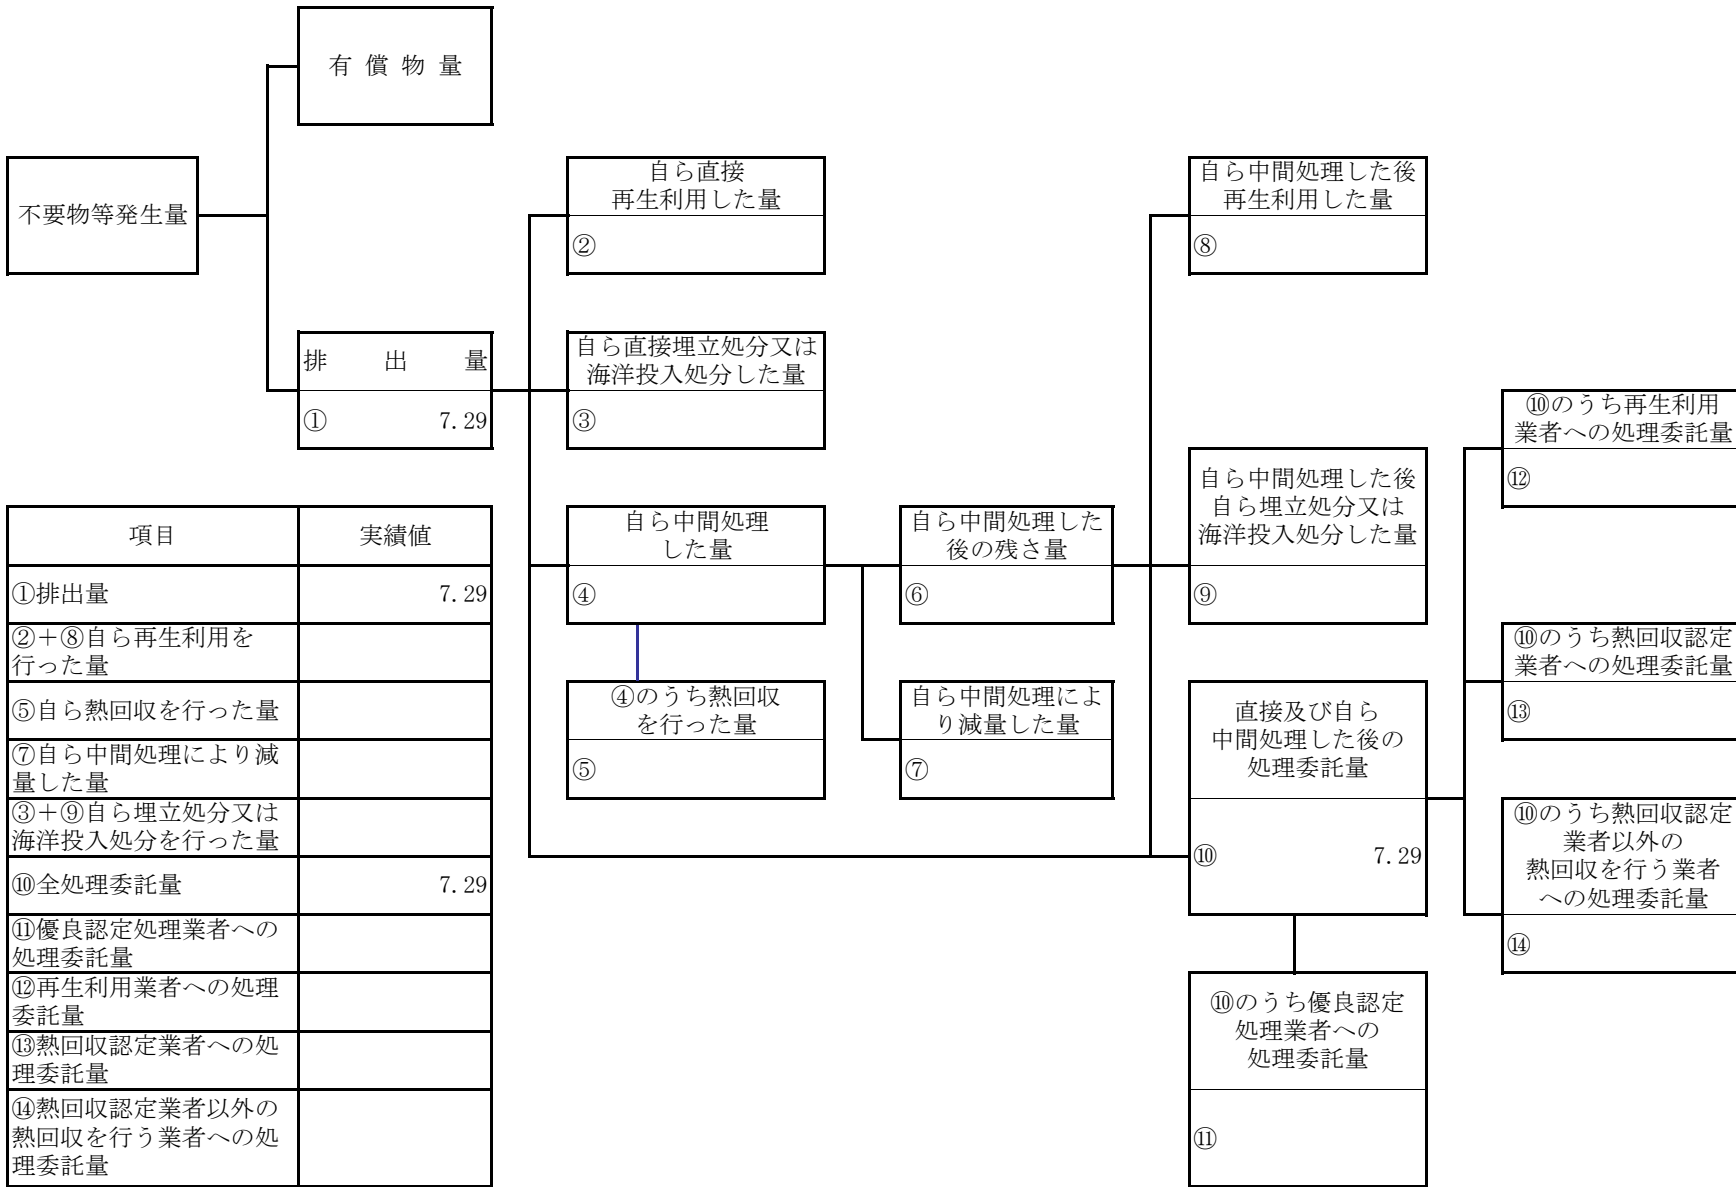 有 償 物 量
不要物等発生量
自ら直接
再生利用した量
②
自ら中間処理した後
再生利用した量
⑧
排 出 量
① 7.29
自ら直接埋立処分又は
海洋投入処分した量
③
⑩のうち再生利用
業者への処理委託量
⑫
自ら中間処理した後
自ら埋立処分又は
海洋投入処分した量
⑨
自ら中間処理
した量
④
自ら中間処理した
後の残さ量
⑥
⑩のうち熱回収認定
業者への処理委託量
⑬
④のうち熱回収
を行った量
⑤
自ら中間処理によ
り減量した量
⑦
直接及び自ら
中間処理した後の
処理委託量
⑩ 7.29
⑩のうち熱回収認定
業者以外の
熱回収を行う業者
への処理委託量
⑭
⑩のうち優良認定
処理業者への
処理委託量
⑪
項目 実績値
①排出量 7.29
②+⑧自ら再生利用を
行った量
⑤自ら熱回収を行った量
⑦自ら中間処理により減
量した量
③+⑨自ら埋立処分又は
海洋投入処分を行った量
⑩全処理委託量 7.29
⑪優良認定処理業者への
処理委託量
⑫再生利用業者への処理
委託量
⑬熱回収認定業者への処
理委託量
⑭熱回収認定業者以外の
熱回収を行う業者への処
理委託量